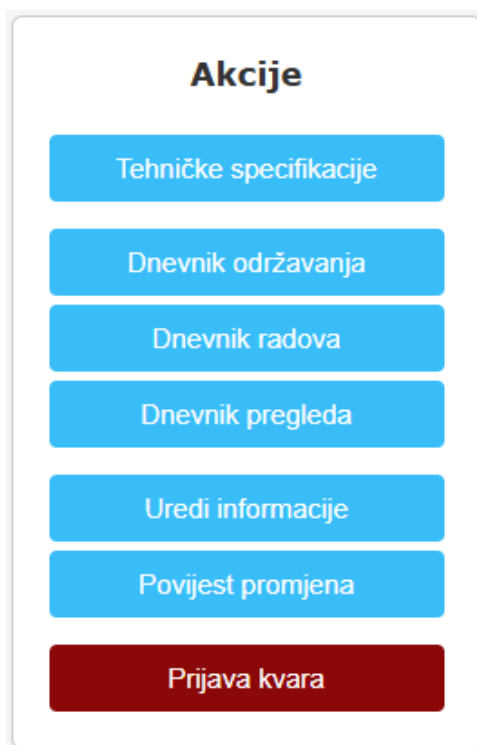 Akcije
Tehničke specifikacije
Dnevnik održavanja
Dnevnik radova
Dnevnik pregleda
Uredi informacije
Povijest promjena
Prijava kvara